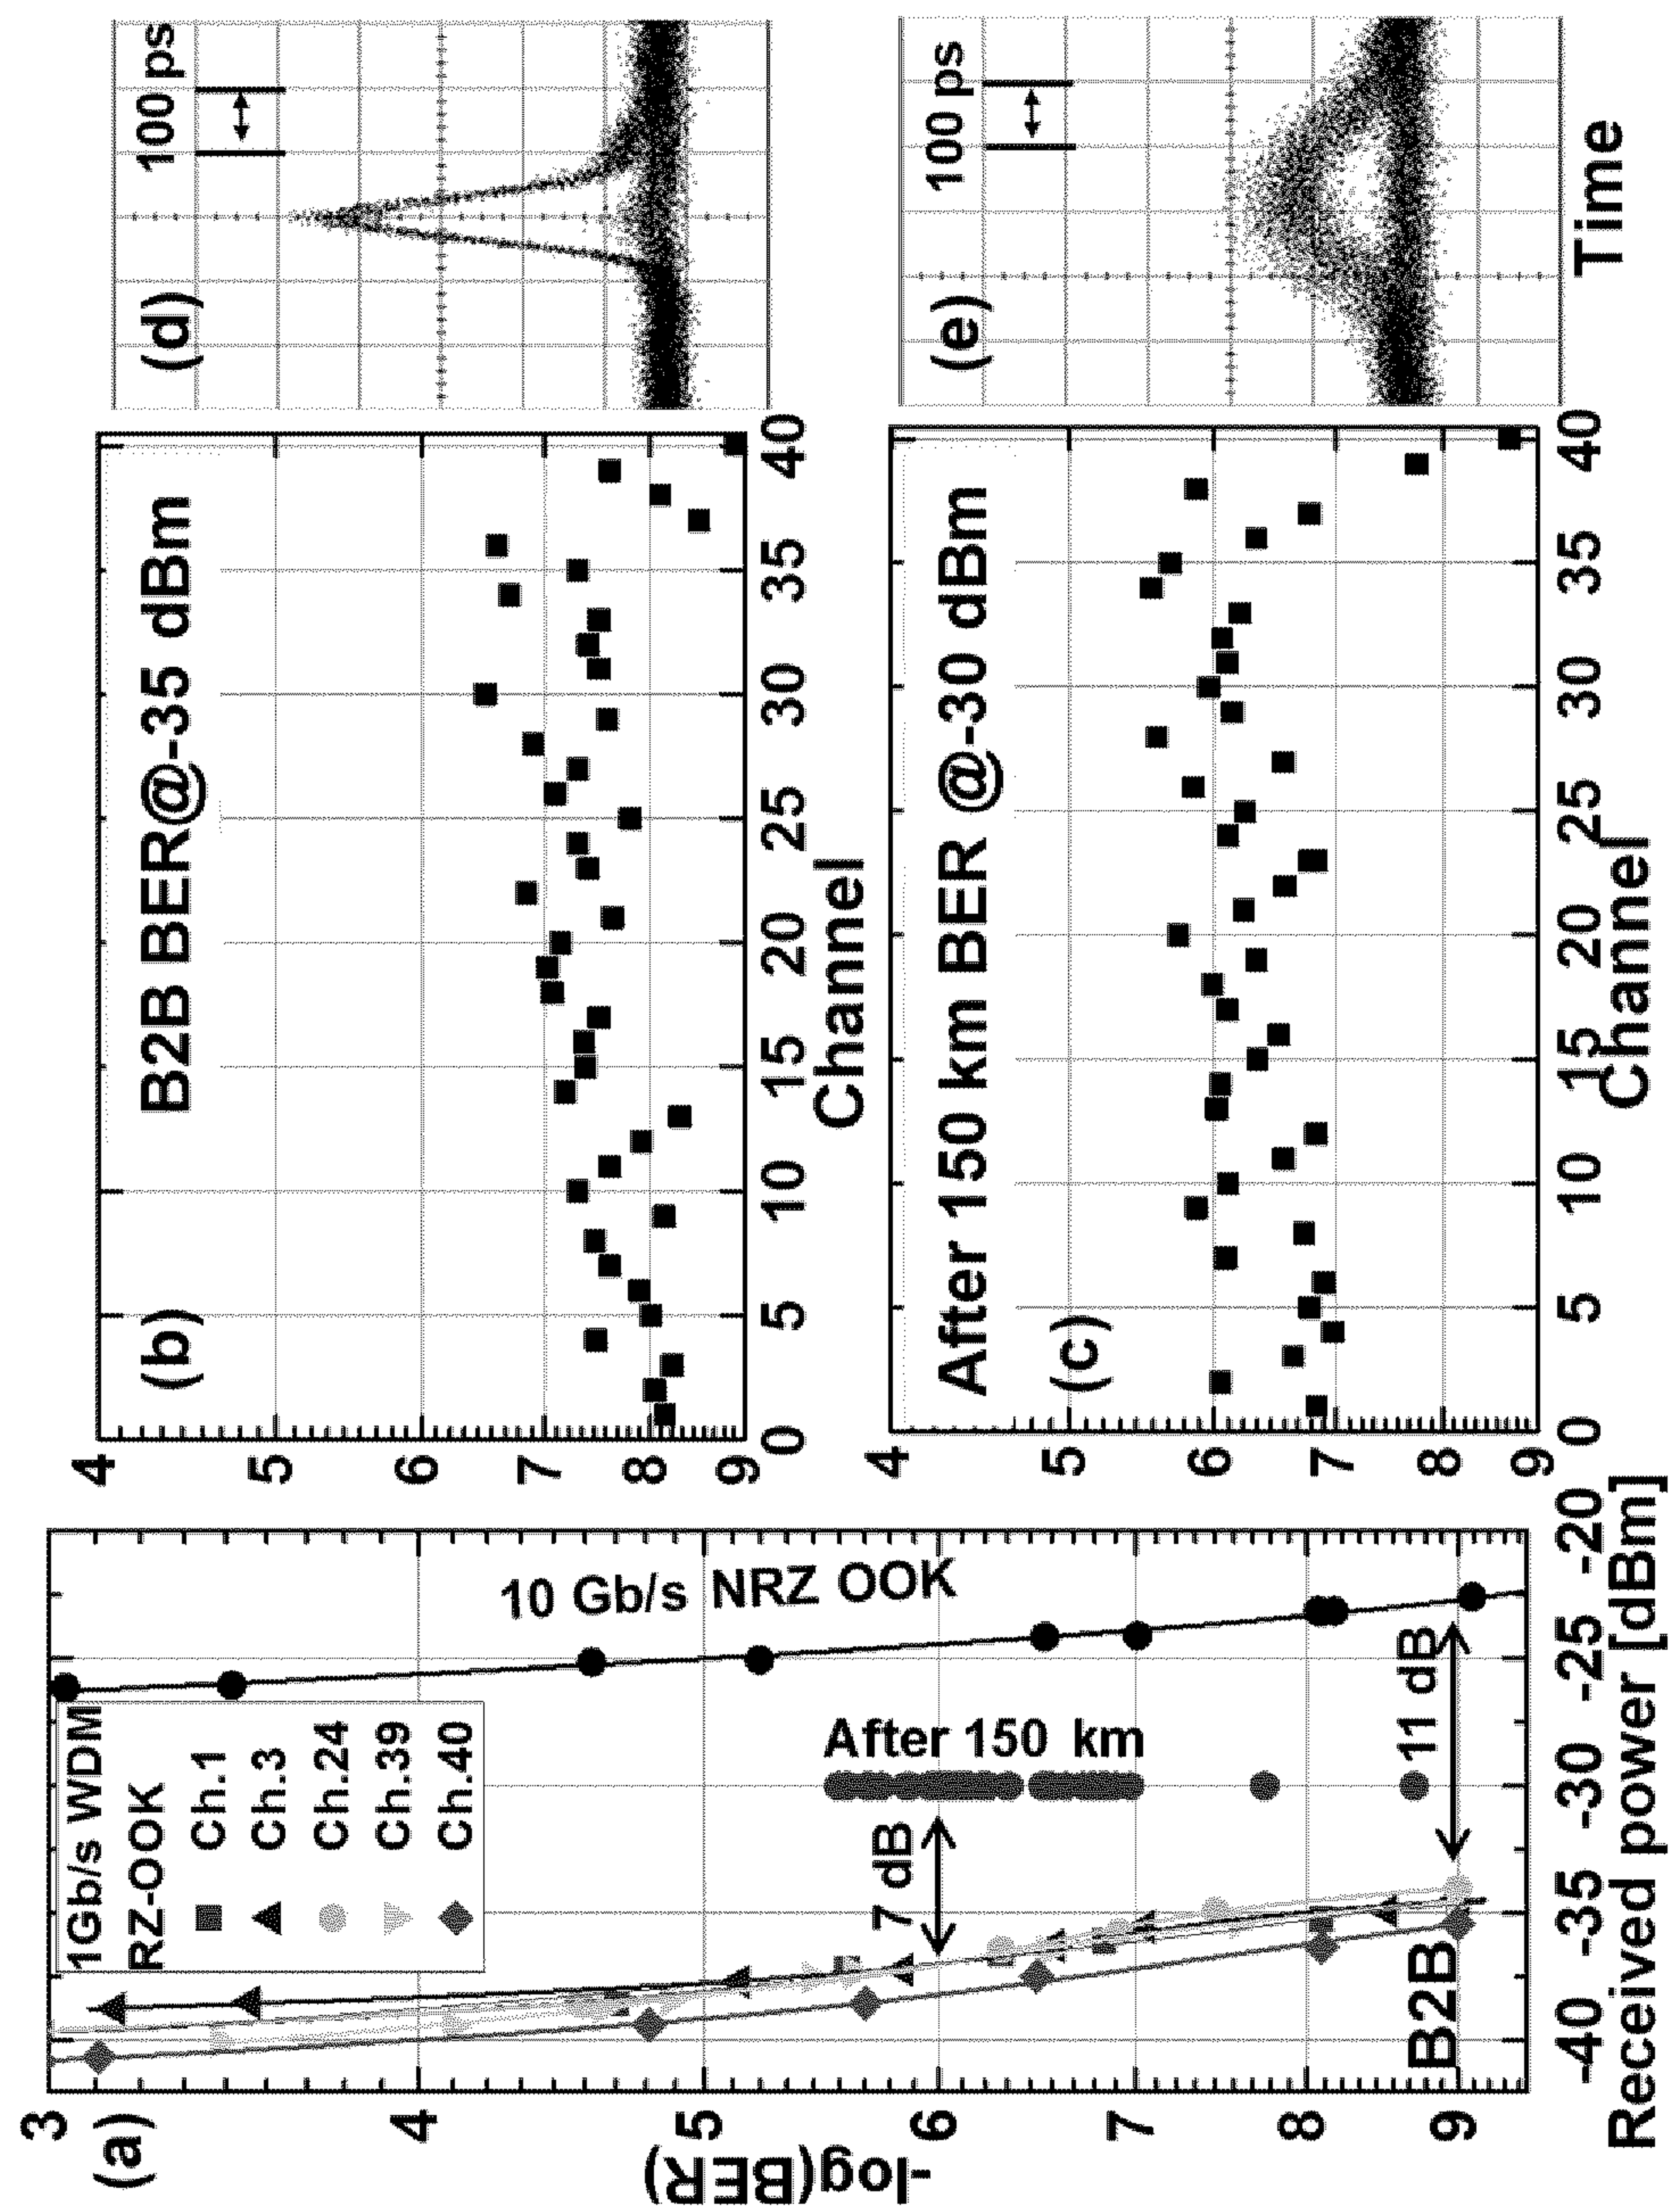 (a)
-log(BER)
3
4
5
6
7
8
9
1Gb/s WDM
RZ-OOK
Ch.1
Ch.3
Ch.24
Ch.39
Ch.40
10 Gb/s NRZ OOK
After 150 km
7 dB
11 dB
B2B
-40 -35 -30 -25 -20
Received power [dBm]
(b)
B2B BER@-35 dBm
4
5
6
7
8
9
0 5 10 15 20 25 30 35 40
Channel
After 150 km BER @-30 dBm
(c)
4
5
6
7
8
9
0 5 10 15 20 25 30 35 40
Channel
(d)
100 ps
(e)
100 ps
Time